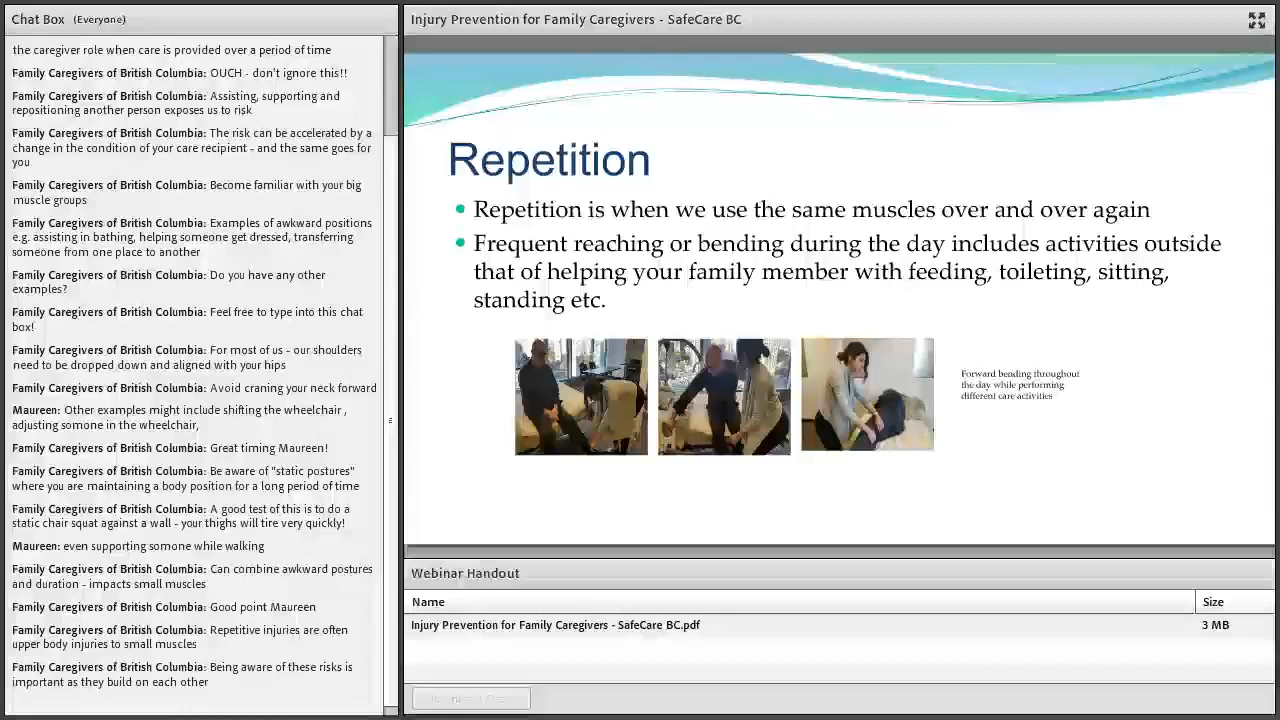 Chat Box (Everyone)
the caregiver role when care is provided over a period of time
Family Caregivers of British Columbia: OUCH - don't ignore this!!
Family Caregivers of British Columbia: Assisting, supporting and
repositioning another person exposes us to risk
Family Caregivers of British Columbia: The risk can be accelerated by a
change in the condition of your care recipient - and the same goes for
you
Family Caregivers of British Columbia: Become familiar with your big
muscle groups
Family Caregivers of British Columbia: Examples of awkward positions
e.g. assisting in bathing, helping someone get dressed, transferring
someone from one place to another
Family Caregivers of British Columbia: Do you have any other
examples?
Family Caregivers of British Columbia: Feel free to type into this chat
box!
Family Caregivers of British Columbia: For most of us - our shoulders
need to be dropped down and aligned with your hips
Family Caregivers of British Columbia: Avoid craning your neck forward
Maureen: Other examples might include shifting the wheelchair ,
adjusting somone in the wheelchair,
Family Caregivers of British Columbia: Great timing Maureen!
Family Caregivers of British Columbia: Be aware of "static postures"
where you are maintaining a body position for a long period of time
Family Caregivers of British Columbia: A good test of this is to do a
static chair squat against a wall - your thighs will tire very quickly!
Maureen: even supporting somone while walking
Family Caregivers of British Columbia: Can combine awkward postures
and duration - impacts small muscles
Family Caregivers of British Columbia: Good point Maureen
Family Caregivers of British Columbia: Repetitive injuries are often
upper body injuries to small muscles
Family Caregivers of British Columbia: Being aware of these risks is
important as they build on each other
Injury Prevention for Family Caregivers - SafeCare BC
Repetition
• Repetition is when we use the same muscles over and over again
• Frequent reaching or bending during the day includes activities outside
that of helping your family member with feeding, toileting, sitting,
standing etc.
Forward bending throughout
the day while performing
different care activities
Webinar Handout
Name Size
Injury Prevention for Family Caregivers - SafeCare BC.pdf 3 MB